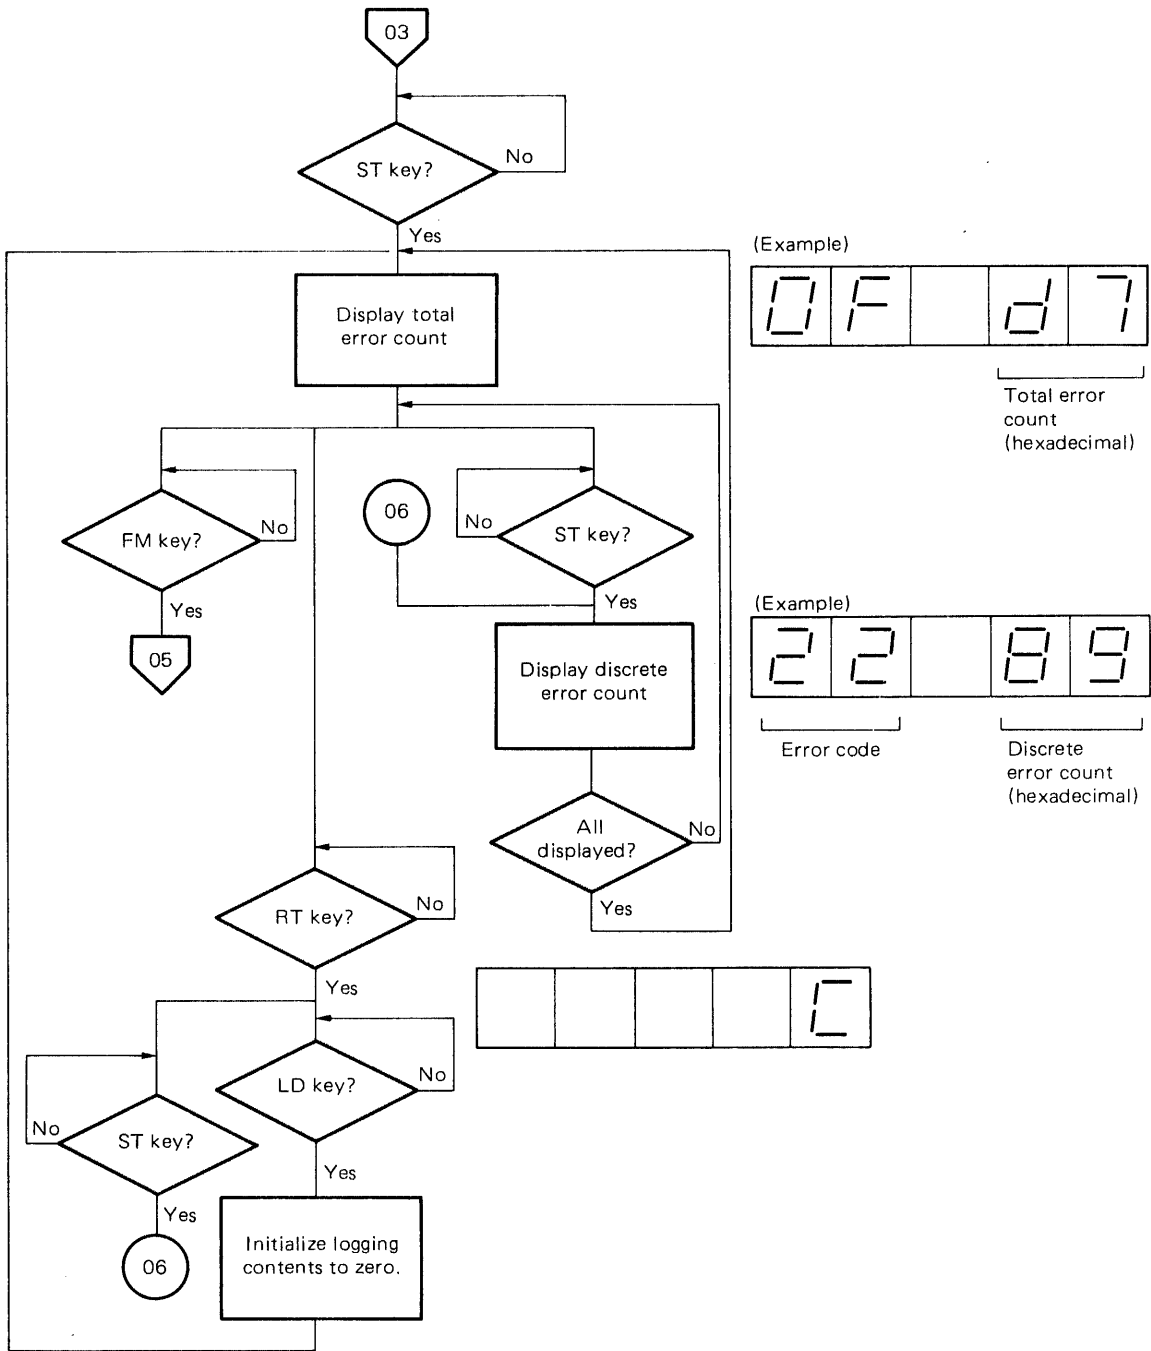 03
ST key?
No
Yes
(Example)
0F d7
Display total
error count
Total error
count
(hexadecimal)
FM key?
No
Yes
05
06
ST key?
No
Yes
(Example)
22 89
Error code
Discrete
error count
(hexadecimal)
Display discrete
error count
All
displayed?
No
Yes
RT key?
No
Yes
C
LD key?
No
Yes
ST key?
No
Yes
06
Initialize logging
contents to zero.